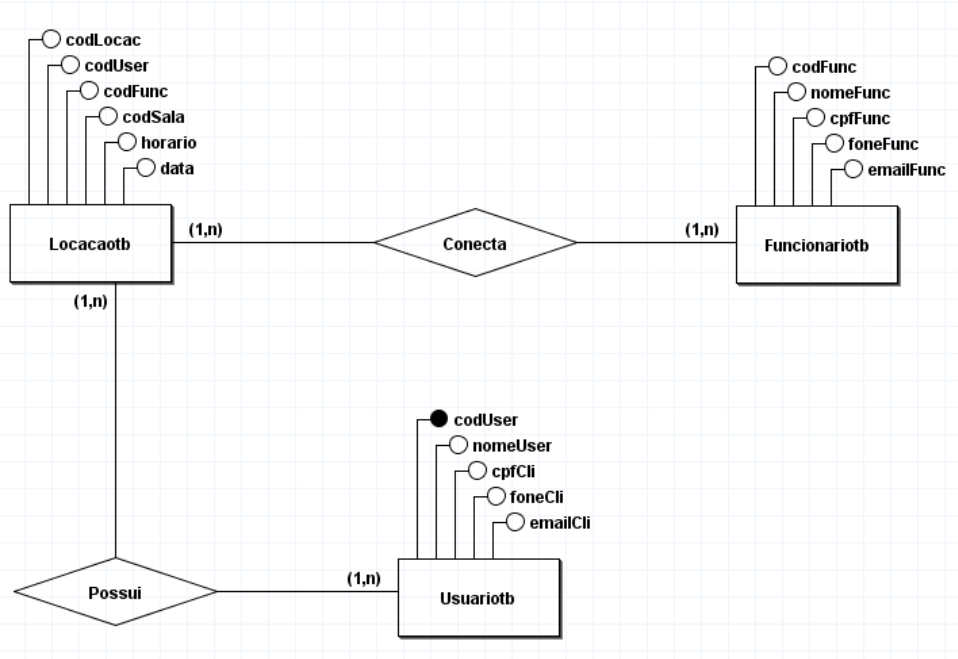 codLocac
codUser
codFunc
codSala
horario
data
Locacaotb
(1,n)
Conecta
(1,n)
codFunc
nomeFunc
cpfFunc
foneFunc
emailFunc
Funcionariotb
(1,n)
Possui
(1,n)
codUser
nomeUser
cpfCli
foneCli
emailCli
Usuariotb